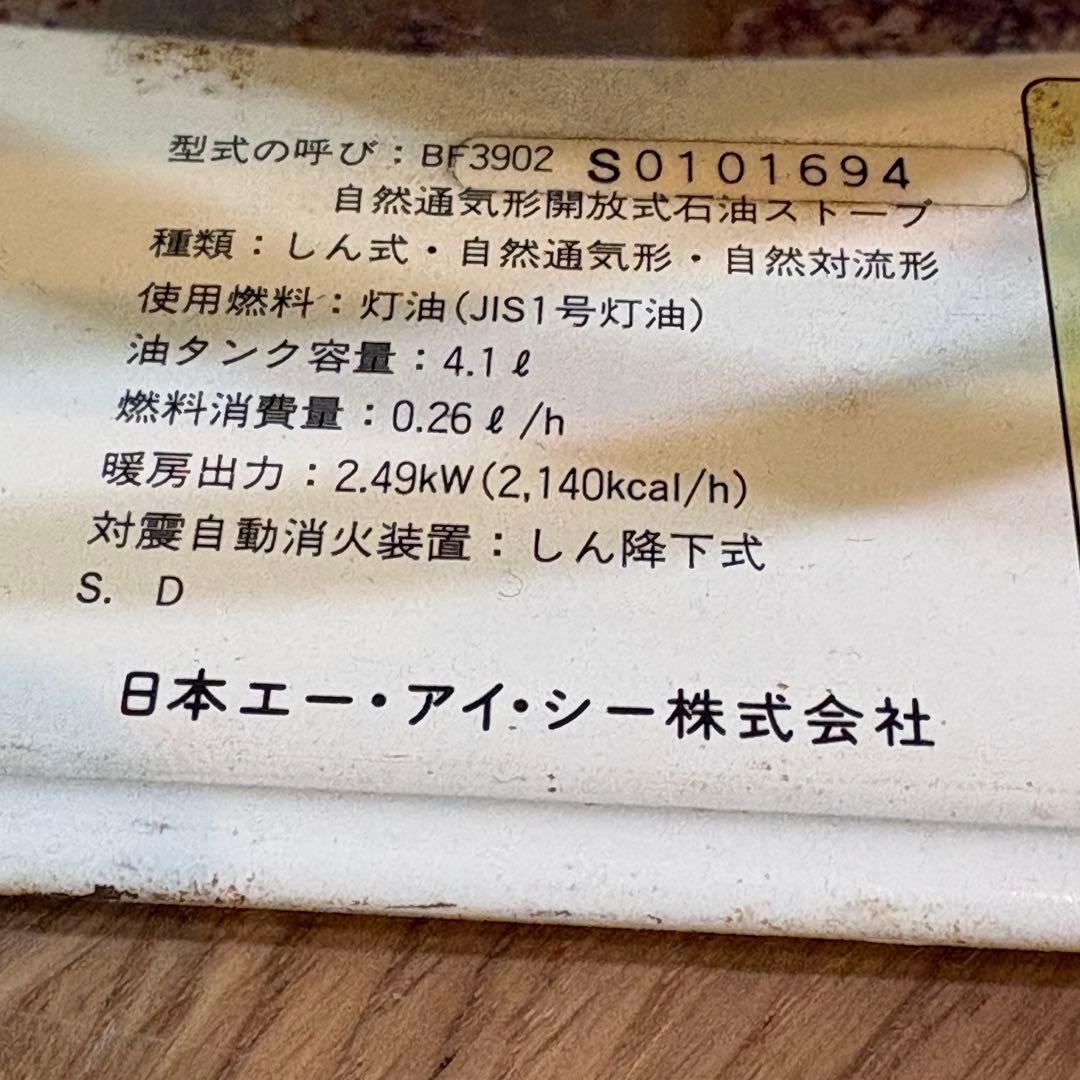 型式の呼び：BF3902 S0101694
自然通気形開放式石油ストーブ
種類：しん式・自然通気形・自然対流形
使用燃料：灯油(JIS1号灯油)
油タンク容量：4.1ℓ
燃料消費量：0.26ℓ/h
暖房出力：2.49kW(2,140kcal/h)
対震自動消火装置：しん降下式
S. D
日本エー・アイ・シー株式会社